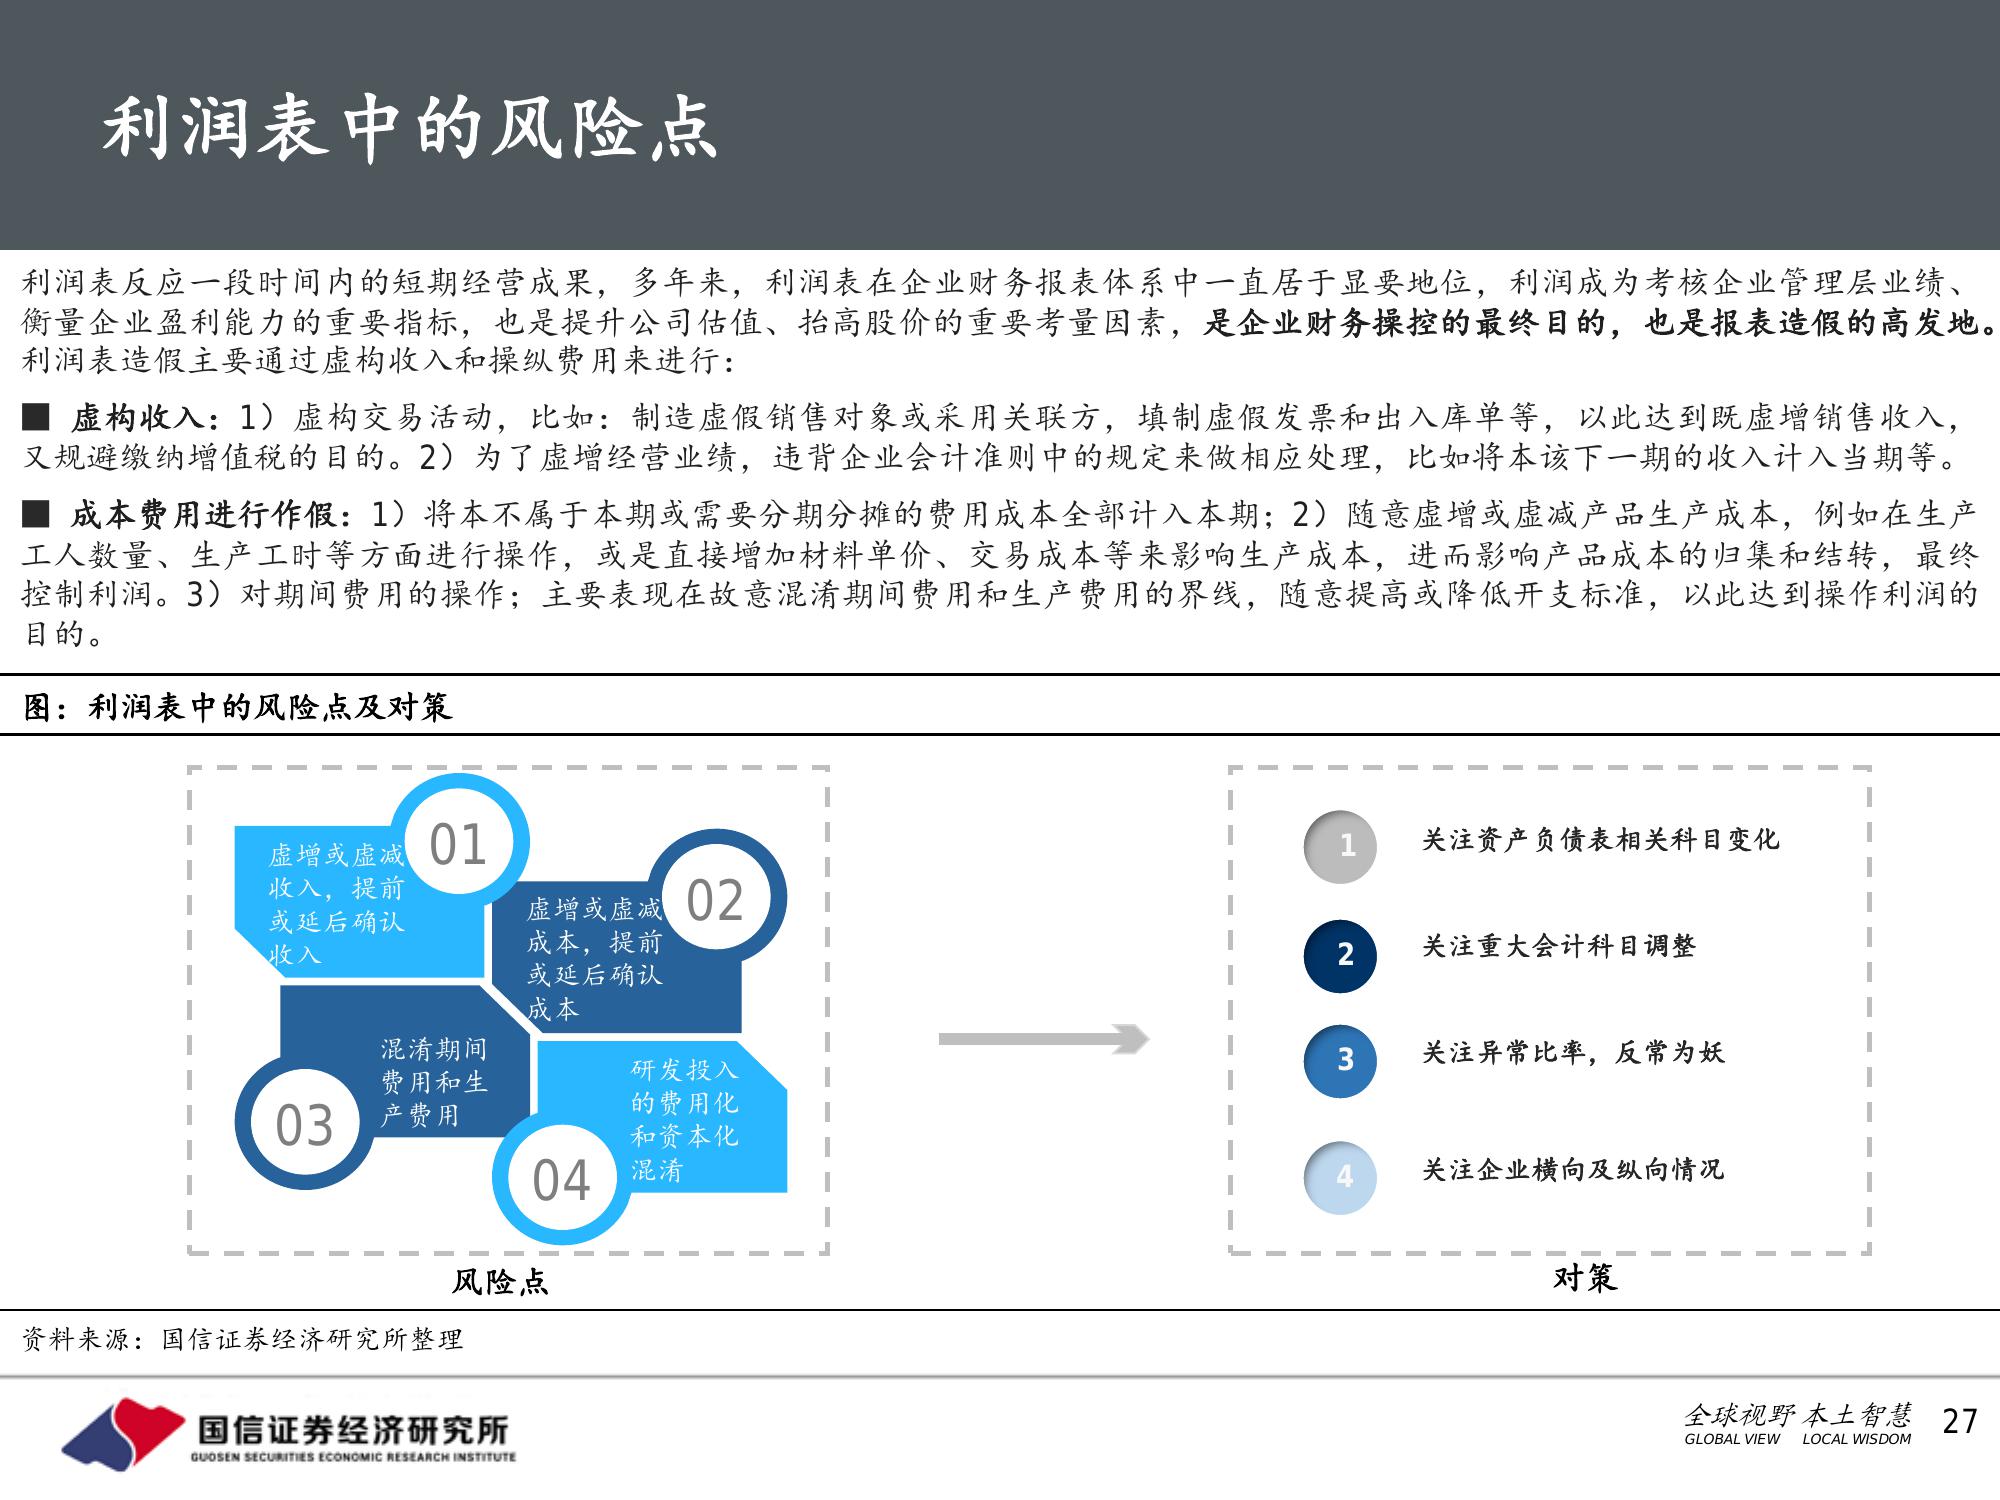 利润表中的风险点
利润表反应一段时间内的短期经营成果，多年来，利润表在企业财务报表体系中一直居于显要地位，利润成为考核企业管理层业绩、
衡量企业盈利能力的重要指标，也是提升公司估值、抬高股价的重要考量因素，是企业财务操控的最终目的，也是报表造假的高发地。
利润表造假主要通过虚构收入和操纵费用来进行：
■ 虚构收入：1）虚构交易活动，比如：制造虚假销售对象或采用关联方，填制虚假发票和出入库单等，以此达到既虚增销售收入，
又规避缴纳增值税的目的。2）为了虚增经营业绩，违背企业会计准则中的规定来做相应处理，比如将本该下一期的收入计入当期等。
■ 成本费用进行作假：1）将本不属于本期或需要分期分摊的费用成本全部计入本期；2）随意虚增或虚减产品生产成本，例如在生产
工人数量、生产工时等方面进行操作，或是直接增加材料单价、交易成本等来影响生产成本，进而影响产品成本的归集和结转，最终
控制利润。3）对期间费用的操作；主要表现在故意混淆期间费用和生产费用的界线，随意提高或降低开支标准，以此达到操作利润的
目的。
图：利润表中的风险点及对策
01
虚增或虚减
收入，提前
或延后确认
收入
02
虚增或虚减
成本，提前
或延后确认
成本
03
混淆期间
费用和生
产费用
04
研发投入
的费用化
和资本化
混淆
风险点
1 关注资产负债表相关科目变化
2 关注重大会计科目调整
3 关注异常比率，反常为妖
4 关注企业横向及纵向情况
对策
资料来源：国信证券经济研究所整理
国信证券经济研究所
GUOSEN SECURITIES ECONOMIC RESEARCH INSTITUTE
全球视野 本土智慧
GLOBAL VIEW LOCAL WISDOM
27